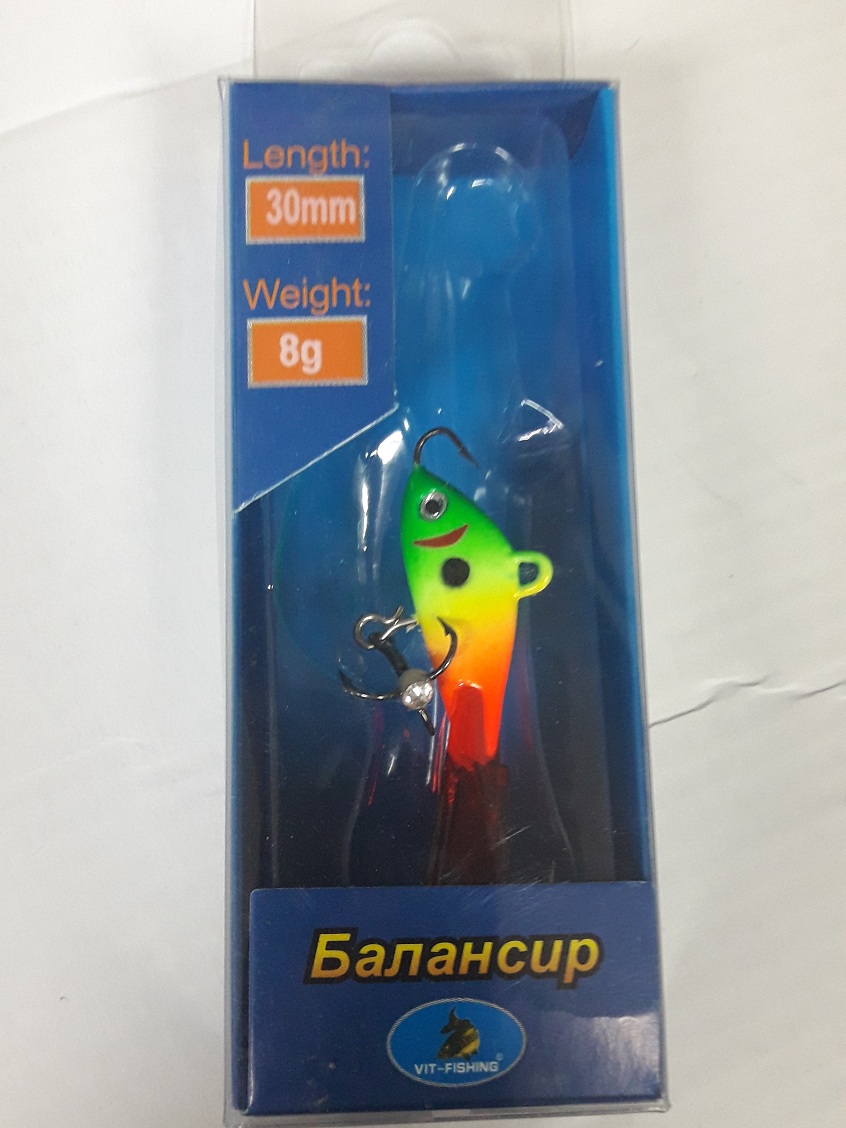 Length:
30mm
Weight:
8g
Балансир
VIT-FISHING®